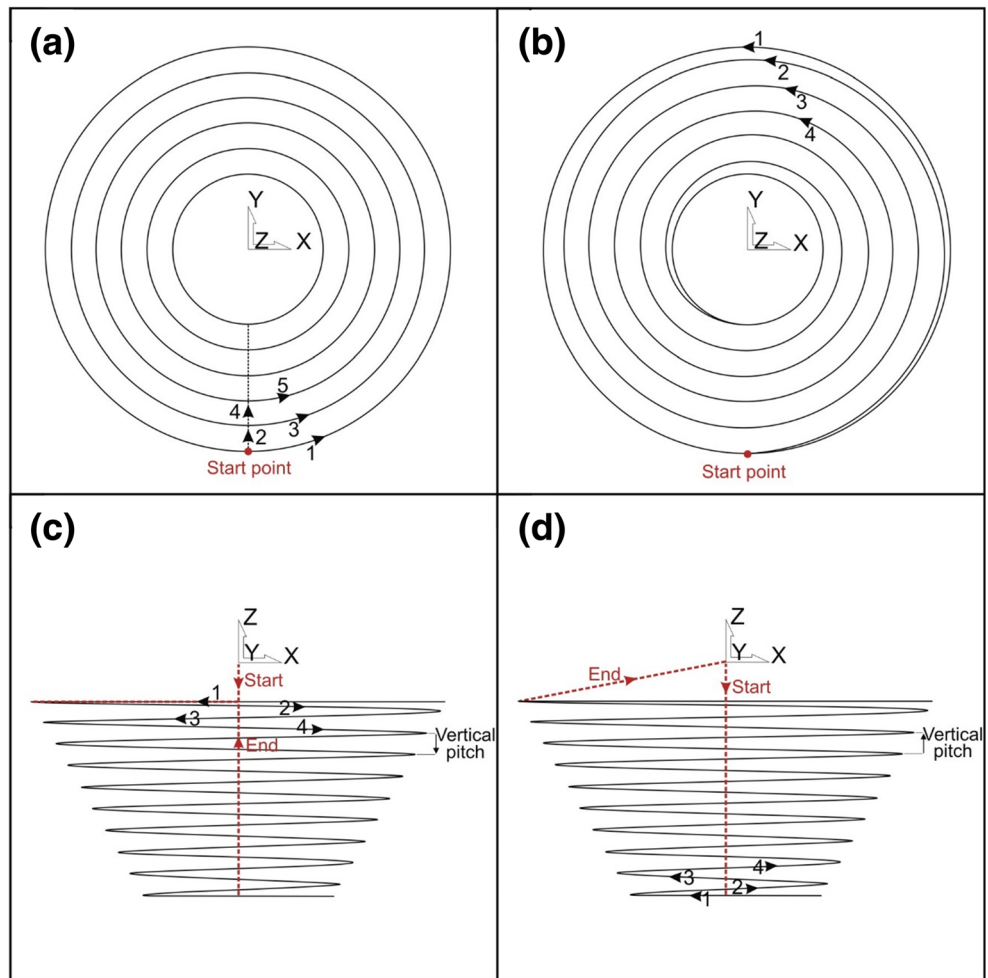 (a)
Y
Z X
5
4
3
2
1
Start point
(b)
1
2
3
4
Y
Z X
Start point
(c)
Z
Y X
Start
1
2
3
4
End
Vertical
pitch
(d)
Z
Y X
End
Start
Vertical
pitch
4
3
2
1